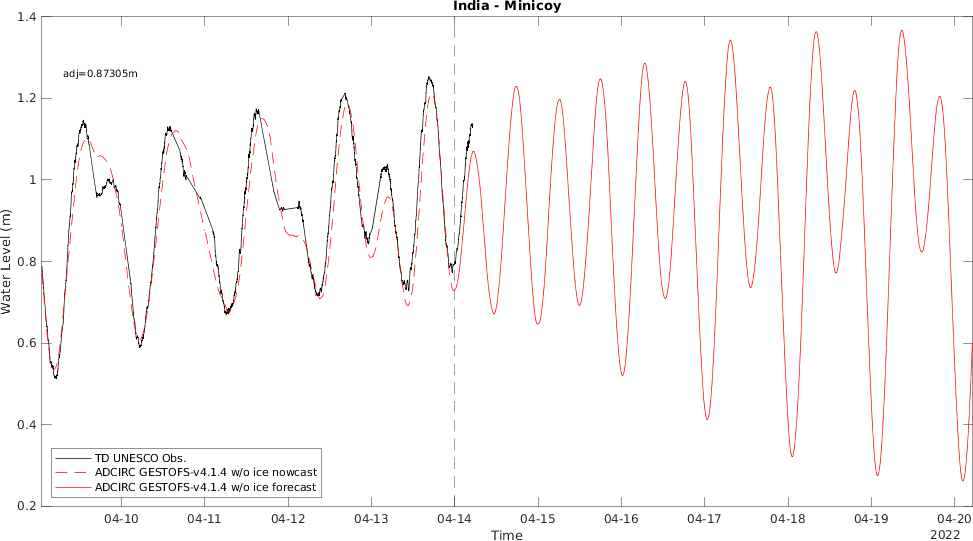 India - Minicoy
adj=0.87305m
Water Level (m)
1.4
1.2
1
0.8
0.6
0.4
0.2
TD UNESCO Obs.
ADCIRC GESTOFS-v4.1.4 w/o ice nowcast
ADCIRC GESTOFS-v4.1.4 w/o ice forecast
04-10 04-11 04-12 04-13 04-14 04-15 04-16 04-17 04-18 04-19 04-20
Time
2022